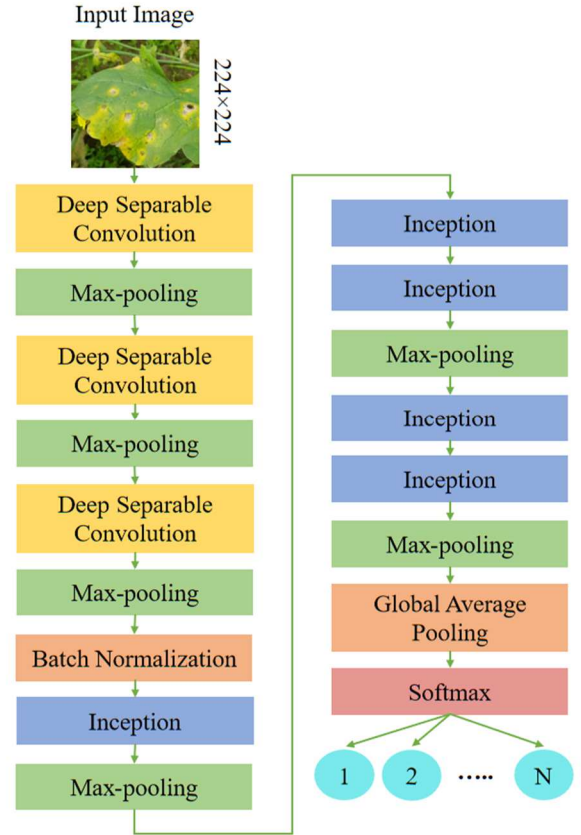 Input Image
224×224
Deep Separable
Convolution
Max-pooling
Deep Separable
Convolution
Max-pooling
Deep Separable
Convolution
Max-pooling
Batch Normalization
Inception
Max-pooling
Inception
Inception
Max-pooling
Inception
Inception
Max-pooling
Global Average
Pooling
Softmax
1 2 ..... N